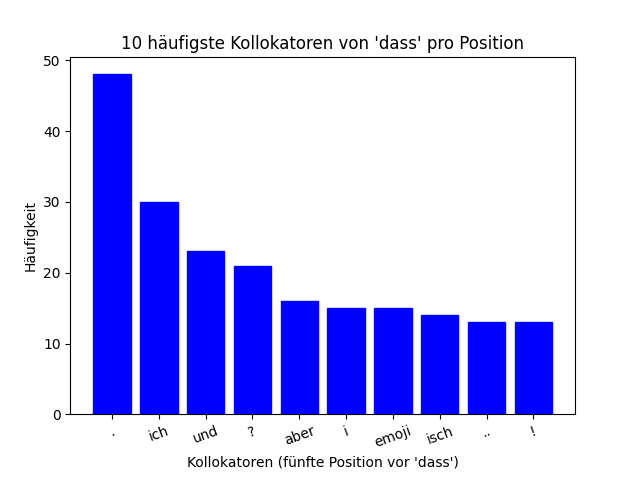 10 häufigste Kollokatoren von 'dass' pro Position
50
40
30
20
10
0
Häufigkeit
. ich und ? aber i emoji isch .. !
Kollokatoren (fünfte Position vor 'dass')